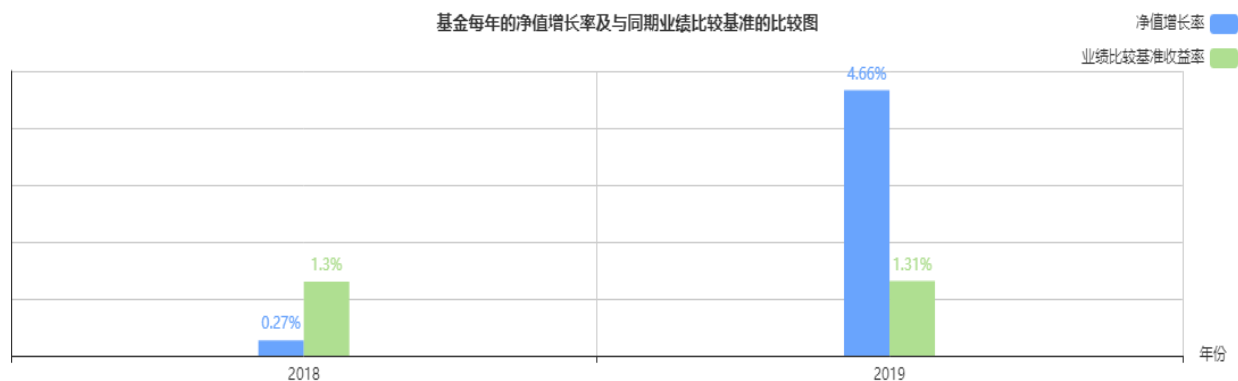 基金每年的净值增长率及与同期业绩比较基准的比较图
净值增长率
业绩比较基准收益率
4.66%
1.3%
1.31%
0.27%
年份
2018
2019